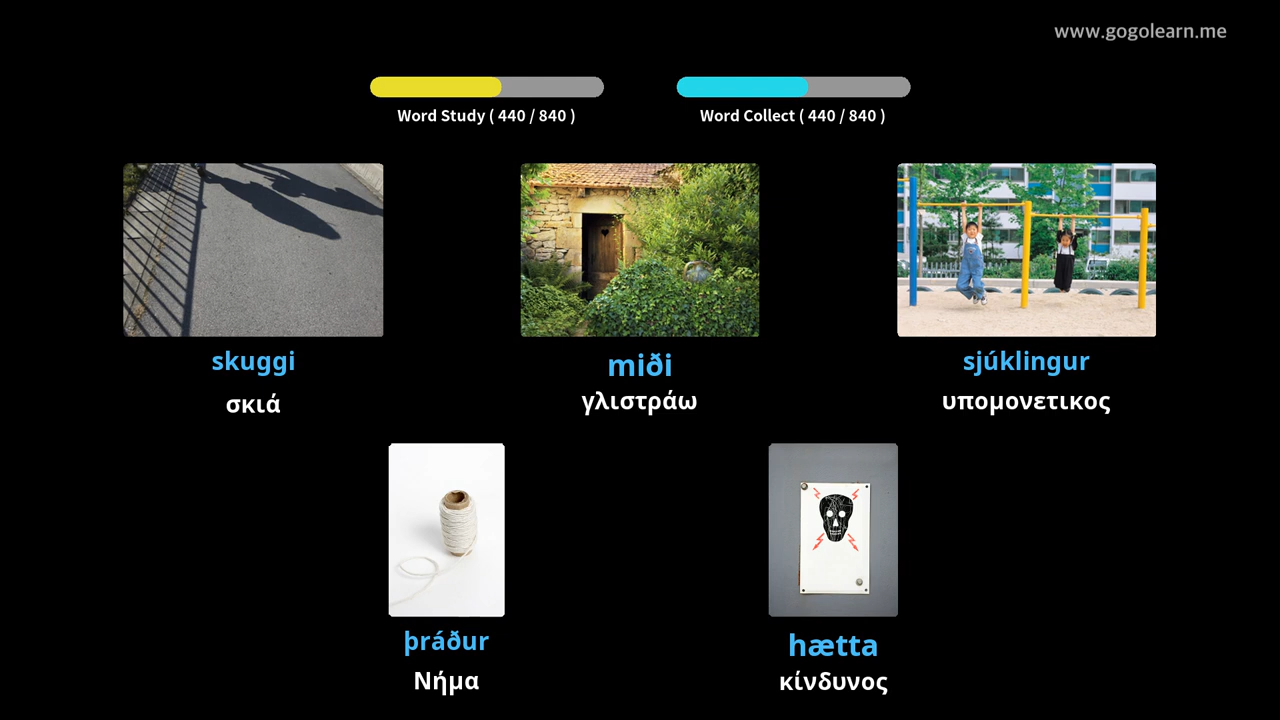 www.gogolearn.me
Word Study ( 440 / 840 )
Word Collect ( 440 / 840 )
skuggi
σκιά
miði
γλιστράω
sjúklingur
υπομονετικος
þráður
Νήμα
hætta
κίνδυνος